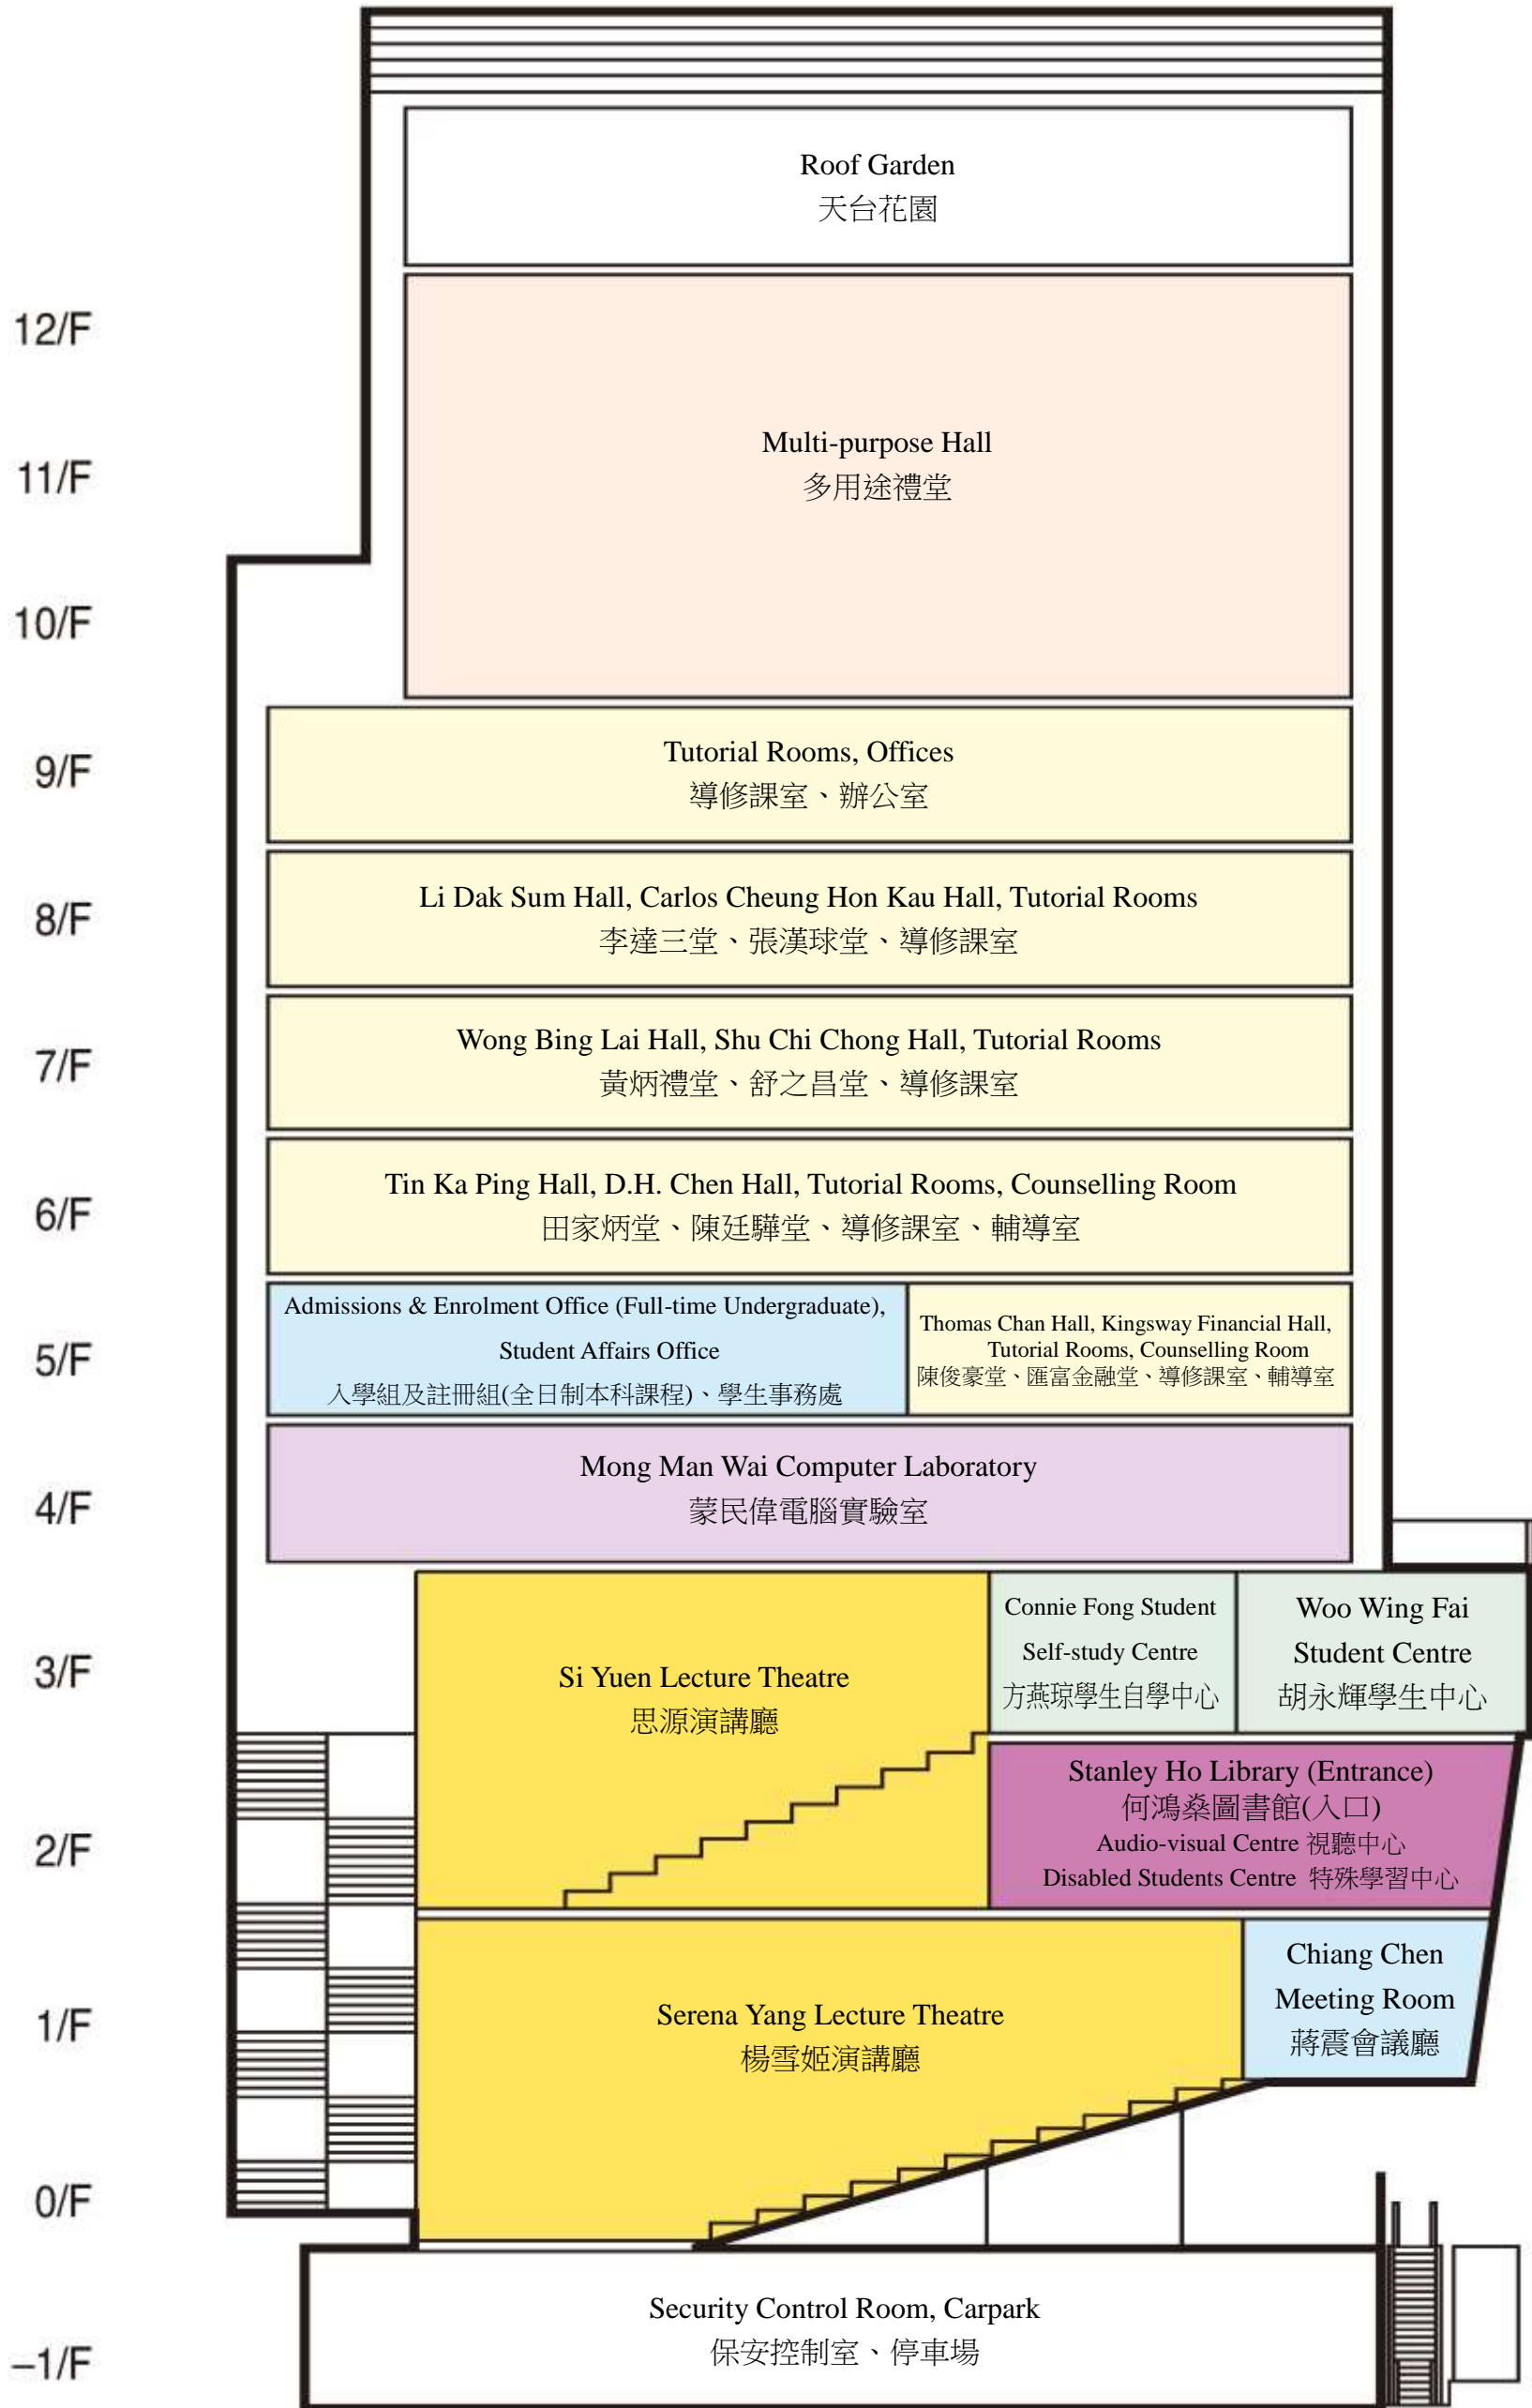 Roof Garden
天台花園
12/F
Multi-purpose Hall
多用途禮堂
11/F
10/F
Tutorial Rooms, Offices
導修課室、辦公室
9/F
Li Dak Sum Hall, Carlos Cheung Hon Kau Hall, Tutorial Rooms
李達三堂、張漢球堂、導修課室
8/F
Wong Bing Lai Hall, Shu Chi Chong Hall, Tutorial Rooms
黃炳禮堂、舒之昌堂、導修課室
7/F
Tin Ka Ping Hall, D.H. Chen Hall, Tutorial Rooms, Counselling Room
田家炳堂、陳廷驊堂、導修課室、輔導室
6/F
Admissions & Enrolment Office (Full-time Undergraduate),
Student Affairs Office
入學組及註冊組(全日制本科課程)、學生事務處
Thomas Chan Hall, Kingsway Financial Hall,
Tutorial Rooms, Counselling Room
陳俊豪堂、匯富金融堂、導修課室、輔導室
5/F
Mong Man Wai Computer Laboratory
蒙民偉電腦實驗室
4/F
Si Yuen Lecture Theatre
思源演講廳
Connie Fong Student
Self-study Centre
方燕琼學生自學中心
Woo Wing Fai
Student Centre
胡永輝學生中心
3/F
Stanley Ho Library (Entrance)
何鴻燊圖書館(入口)
Audio-visual Centre 視聽中心
Disabled Students Centre 特殊學習中心
2/F
Serena Yang Lecture Theatre
楊雪姬演講廳
Chiang Chen
Meeting Room
蔣震會議廳
1/F
0/F
Security Control Room, Carpark
保安控制室、停車場
–1/F